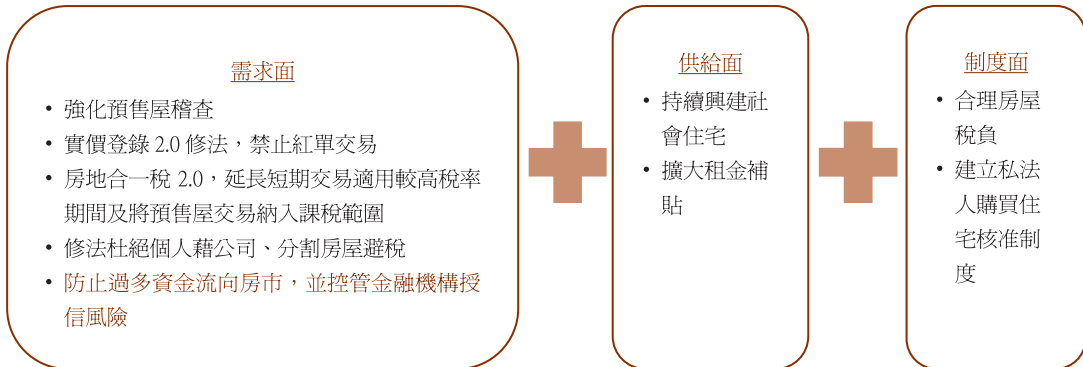 需求面
• 強化預售屋稽查
• 實價登錄 2.0 修法，禁止紅單交易
• 房地合一稅 2.0，延長短期交易適用較高稅率
期間及將預售屋交易納入課稅範圍
• 修法杜絕個人藉公司、分割房屋避稅
• 防止過多資金流向房市，並控管金融機構授
信風險
供給面
• 持續興建社
會住宅
• 擴大租金補
貼
制度面
• 合理房屋
稅負
• 建立私法
人購買住
宅核准制
度